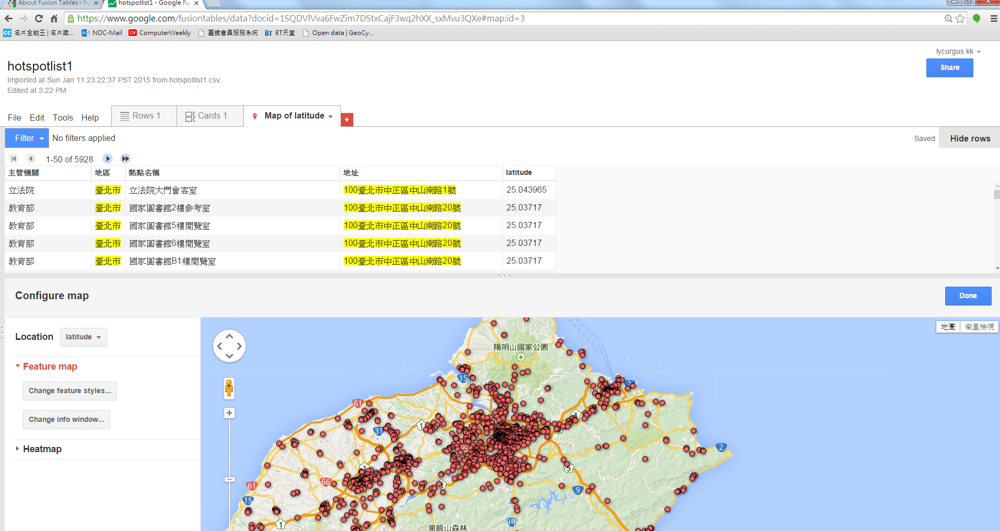 About Fusion Tables - Fu
hotspotlist1 - Google Fu
https://www.google.com/fusiontables/data?docid=1SQDVlVva6FwZim7DStxCajF3wq2hXX_sxMvu3QXe#map:id=3
CC 名片全能王 | 名片識... NDC-Mail CW ComputerWeekly 臺鐵會員服務系統 BT BT天堂 Open data | GeoCy...
lycurgus kk
hotspotlist1
Share
Imported at Sun Jan 11 23:22:37 PST 2015 from hotspotlist1.csv.
Edited at 3:22 PM
File Edit Tools Help Rows 1 Cards 1 Map of latitude +
Filter No filters applied Saved Hide rows
1-50 of 5928
主管機關 地區 熱點名稱 地址 latitude
立法院 臺北市 立法院大門會客室 100臺北市中正區中山南路1號 25.043965
教育部 臺北市 國家圖書館2樓參考室 100臺北市中正區中山南路20號 25.03717
教育部 臺北市 國家圖書館5樓閱覽室 100臺北市中正區中山南路20號 25.03717
教育部 臺北市 國家圖書館6樓閱覽室 100臺北市中正區中山南路20號 25.03717
教育部 臺北市 國家圖書館B1樓閱覽室 100臺北市中正區中山南路20號 25.03717
Configure map Done
Location latitude
地圖 衛星檢視
Feature map
Change feature styles...
Change info window...
Heatmap
陽明山國家公園
15
2
61
1
1
31
2
1
5
66
61
3
9
15
1
9甲
東眼山森林